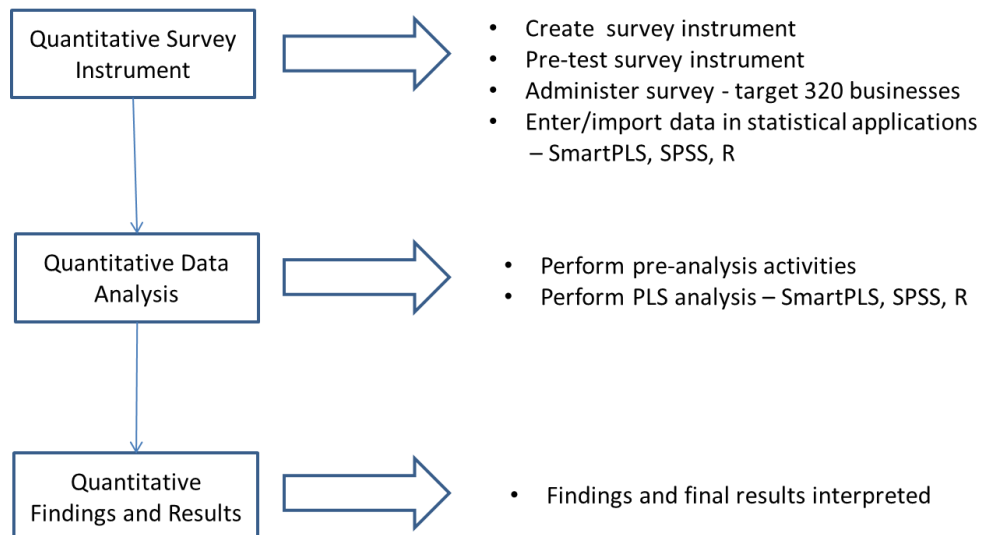 Quantitative Survey
Instrument
• Create survey instrument
• Pre-test survey instrument
• Administer survey - target 320 businesses
• Enter/import data in statistical applications
– SmartPLS, SPSS, R
Quantitative Data
Analysis
• Perform pre-analysis activities
• Perform PLS analysis – SmartPLS, SPSS, R
Quantitative
Findings and Results
• Findings and final results interpreted